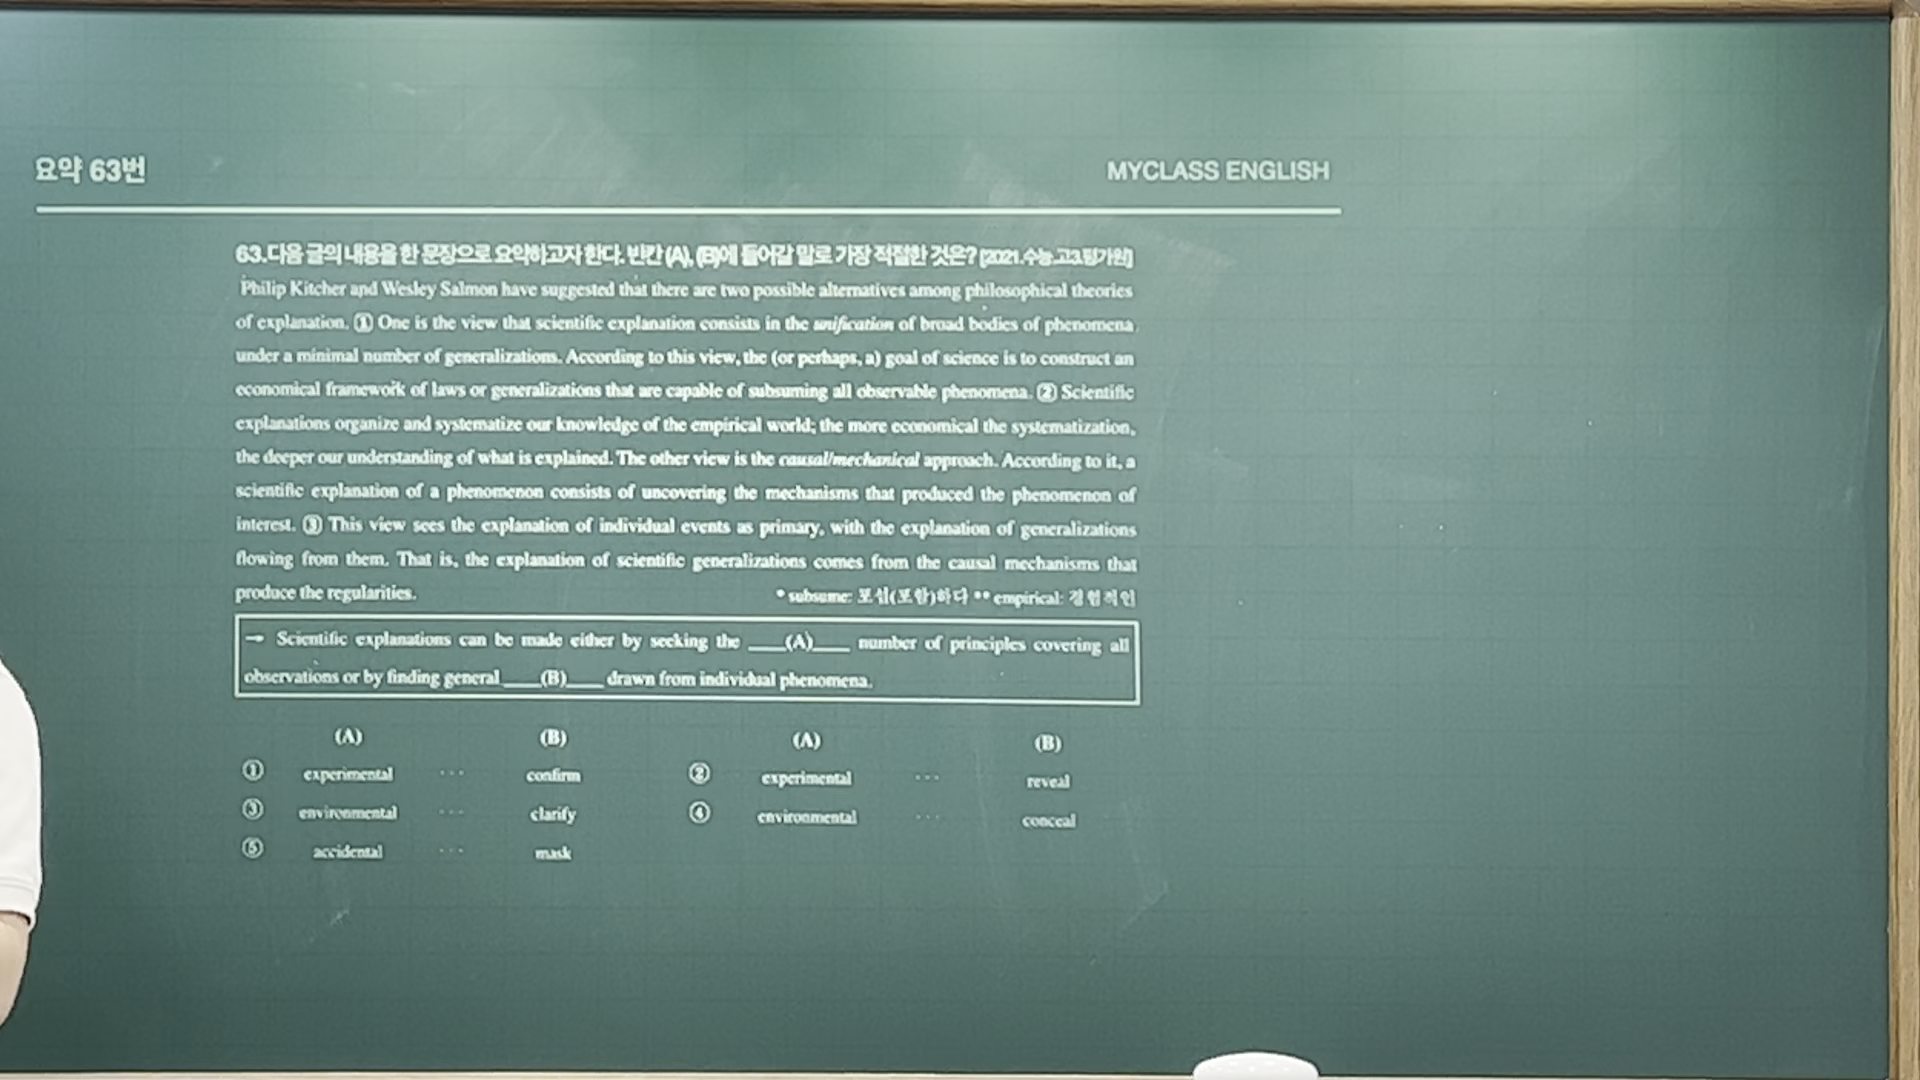 요약 63번
MYCLASS ENGLISH
63.다음 글의 내용을 한 문장으로 요약하고자 한다. 빈칸 (A), (B)에 들어갈 말로 가장 적절한 것은? [2021.수능.고3.평가원]
Philip Kitcher and Wesley Salmon have suggested that there are two possible alternatives among philosophical theories
of explanation. ① One is the view that scientific explanation consists in the unification of broad bodies of phenomena
under a minimal number of generalizations. According to this view, the (or perhaps, a) goal of science is to construct an
economical framework of laws or generalizations that are capable of subsuming all observable phenomena. ② Scientific
explanations organize and systematize our knowledge of the empirical world; the more economical the systematization,
the deeper our understanding of what is explained. The other view is the causal/mechanical approach. According to it, a
scientific explanation of a phenomenon consists of uncovering the mechanisms that produced the phenomenon of
interest. ③ This view sees the explanation of individual events as primary, with the explanation of generalizations
flowing from them. That is, the explanation of scientific generalizations comes from the causal mechanisms that
produce the regularities. * subsume: 포섭(포함)하다 ** empirical: 경험적인
→ Scientific explanations can be made either by seeking the ___(A)___ number of principles covering all
observations or by finding general ___(B)___ drawn from individual phenomena.
(A) (B) (A) (B)
① experimental ··· confirm ② experimental ··· reveal
③ environmental ··· clarify ④ environmental ··· conceal
⑤ accidental ··· mask